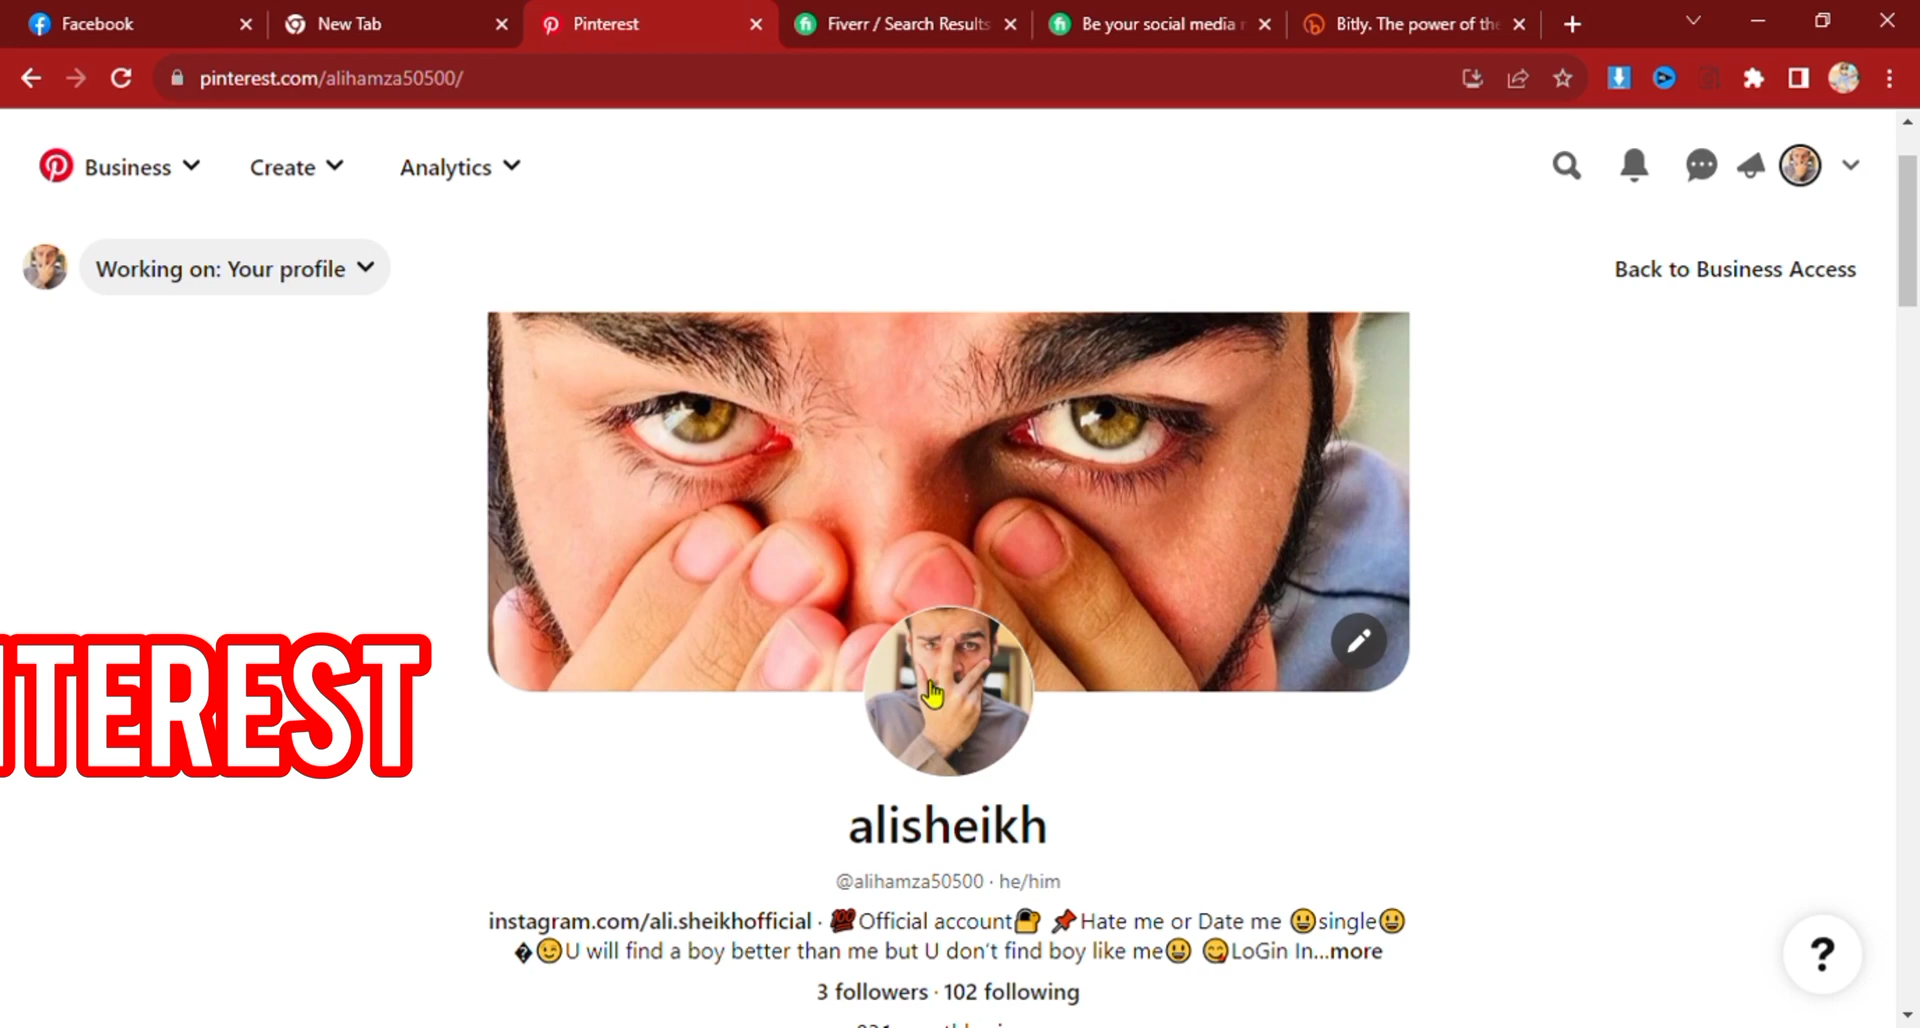 Facebook
New Tab
Pinterest
Fiverr / Search Results
Be your social media
Bitly. The power of the
pinterest.com/alihamza50500/
Business
Create
Analytics
Working on: Your profile
Back to Business Access
TEREST
alisheikh
@alihamza50500 · he/him
instagram.com/ali.sheikhofficial · 💯Official account🔐 📌Hate me or Date me 😃single😃
�😉U will find a boy better than me but U don't find boy like me😃 😋LoGin In...more
3 followers · 102 following
?